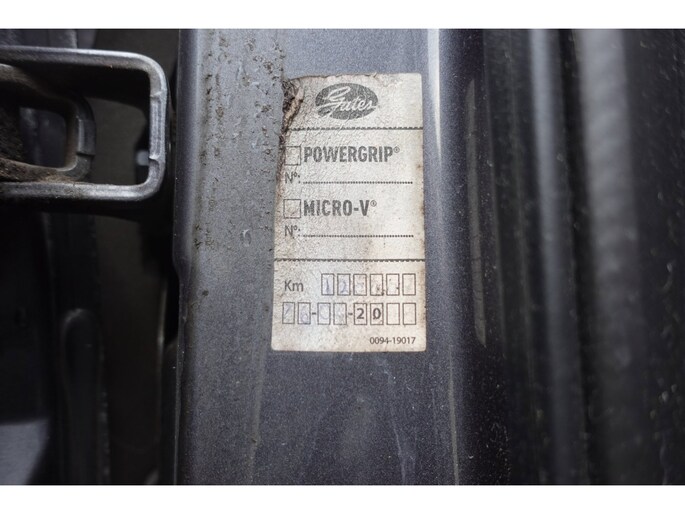 Gates
POWERGRIP®
N°:
MICRO-V®
N°:
Km
20
0094-19017